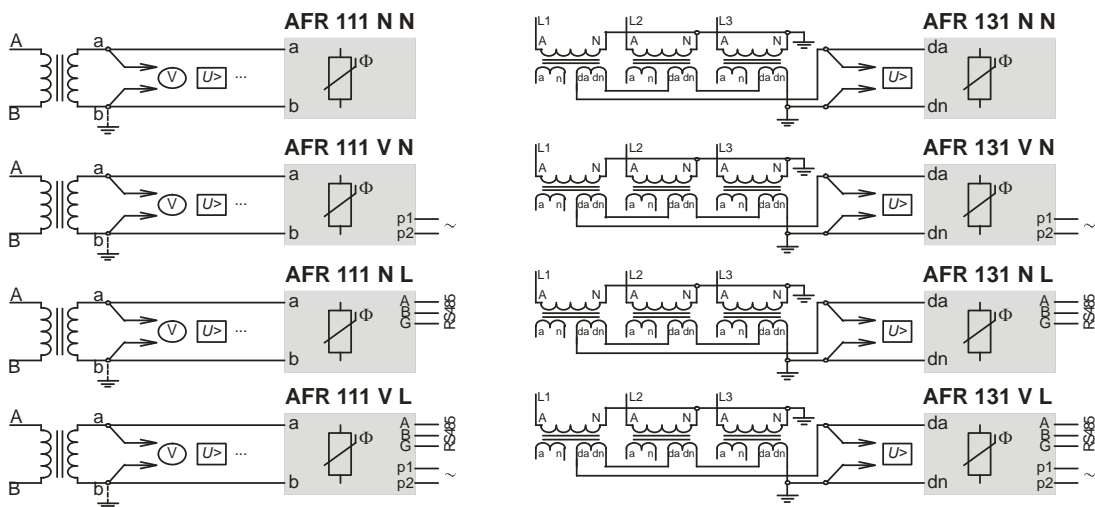 AFR 111 N N
A
a
a
V
U>
...
Φ
B
b
b
AFR 131 N N
L1
L2
L3
A
N
A
N
A
N
a
n
da
dn
a
n
da
dn
a
n
da
dn
U>
da
Φ
dn
AFR 111 V N
A
a
a
V
U>
...
Φ
p1
B
b
b
p2
~
AFR 131 V N
L1
L2
L3
A
N
A
N
A
N
a
n
da
dn
a
n
da
dn
a
n
da
dn
U>
da
Φ
p1
dn
p2
~
AFR 111 N L
A
a
a
A
B
G
RS485
V
U>
...
Φ
B
b
b
AFR 131 N L
L1
L2
L3
A
N
A
N
A
N
a
n
da
dn
a
n
da
dn
a
n
da
dn
U>
da
A
B
G
RS485
Φ
dn
AFR 111 V L
A
a
a
A
B
G
RS485
V
U>
...
Φ
p1
B
b
b
p2
~
AFR 131 V L
L1
L2
L3
A
N
A
N
A
N
a
n
da
dn
a
n
da
dn
a
n
da
dn
U>
da
A
B
G
RS485
Φ
p1
dn
p2
~